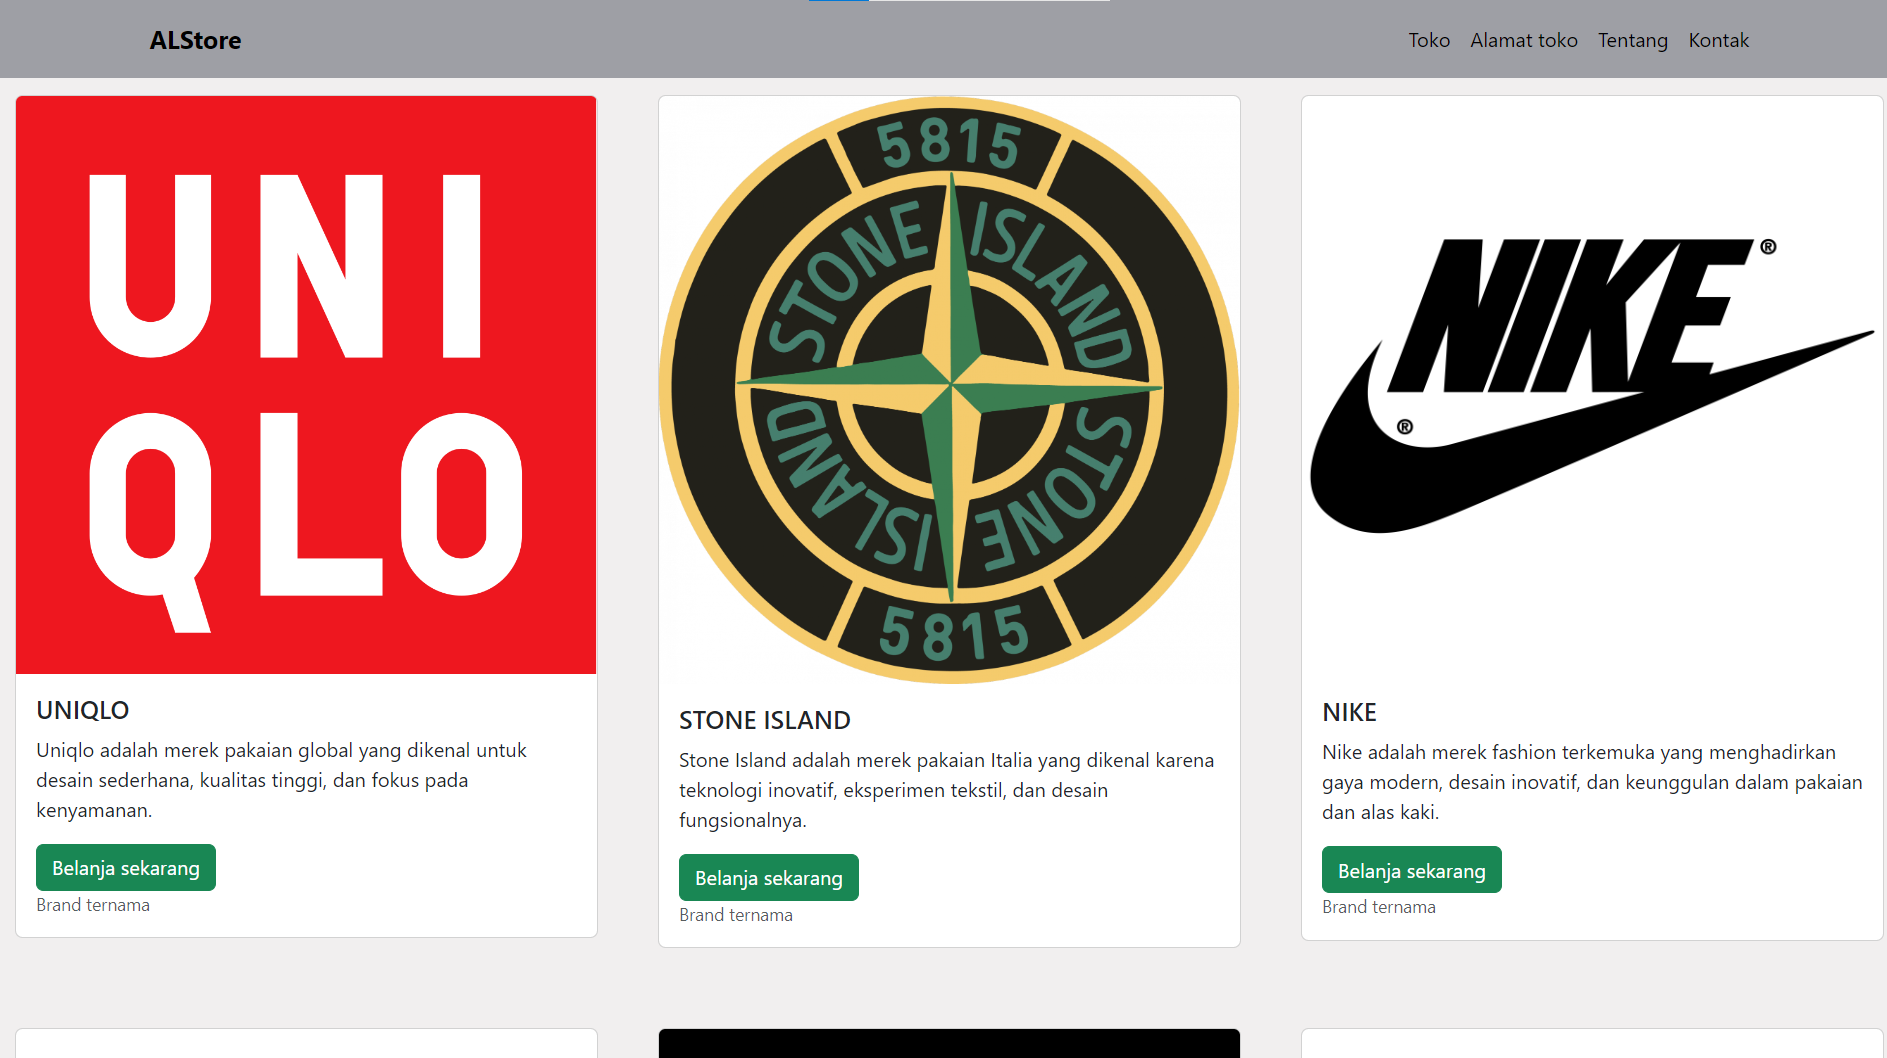 ALStore
Toko Alamat toko Tentang Kontak
UNI
QLO
UNIQLO
Uniqlo adalah merek pakaian global yang dikenal untuk
desain sederhana, kualitas tinggi, dan fokus pada
kenyamanan.
Belanja sekarang
Brand ternama
5815
STONE ISLAND
STONE ISLAND
5815
STONE ISLAND
Stone Island adalah merek pakaian Italia yang dikenal karena
teknologi inovatif, eksperimen tekstil, dan desain
fungsionalnya.
Belanja sekarang
Brand ternama
NIKE®
®
NIKE
Nike adalah merek fashion terkemuka yang menghadirkan
gaya modern, desain inovatif, dan keunggulan dalam pakaian
dan alas kaki.
Belanja sekarang
Brand ternama